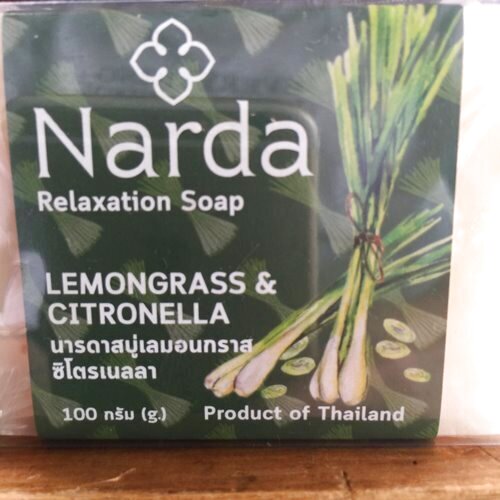 Narda
Relaxation Soap
LEMONGRASS &
CITRONELLA
นารดาสบู่เลมอนกราส
ซิโตรเนลลา
100 กรัม (g.) Product of Thailand